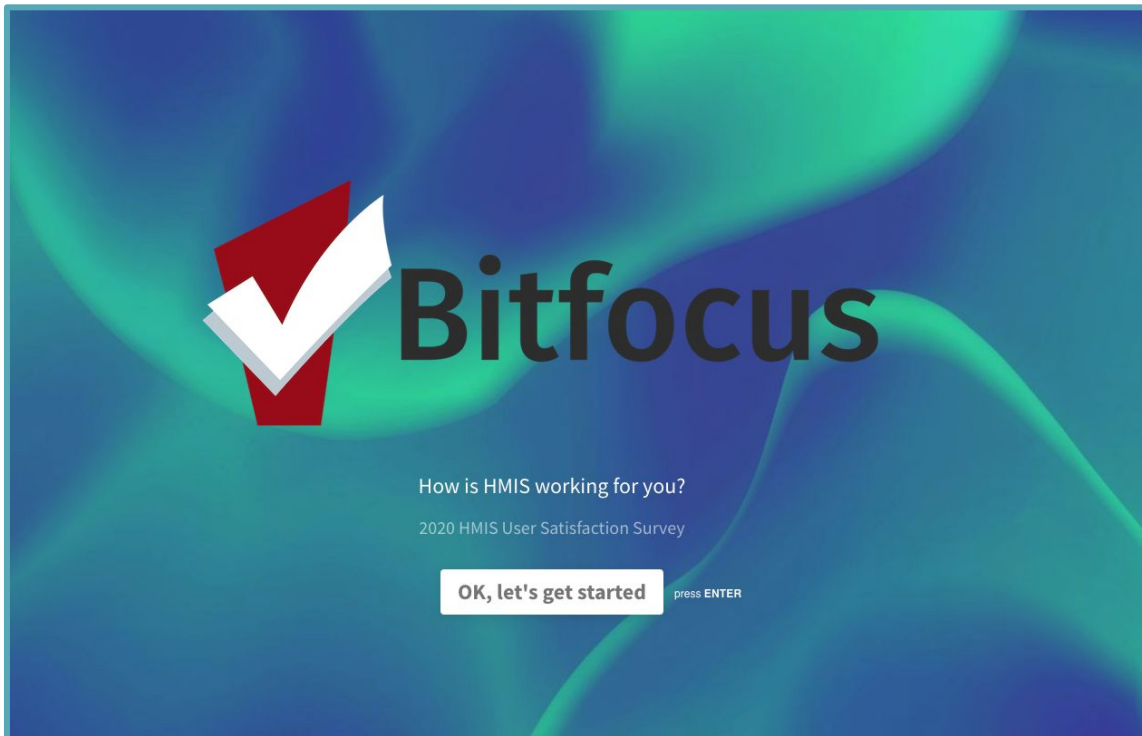 Bitfocus
How is HMIS working for you?
2020 HMIS User Satisfaction Survey
OK, let's get started press ENTER